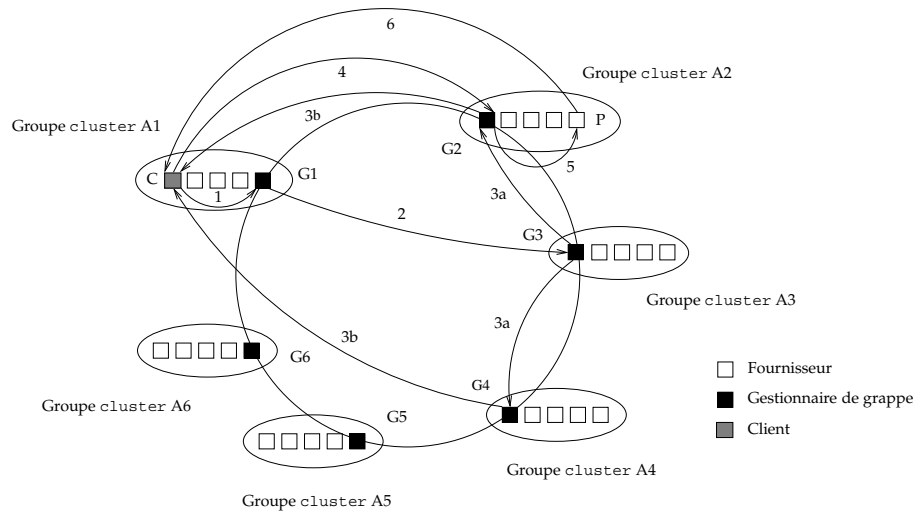 6
Groupe cluster A2
4
3b
Groupe cluster A1
P
G2
5
C
G1
1
3a
2
G3
Groupe cluster A3
3a
3b
G6
Fournisseur
G4
Gestionnaire de grappe
Groupe cluster A6
G5
Client
Groupe cluster A4
Groupe cluster A5